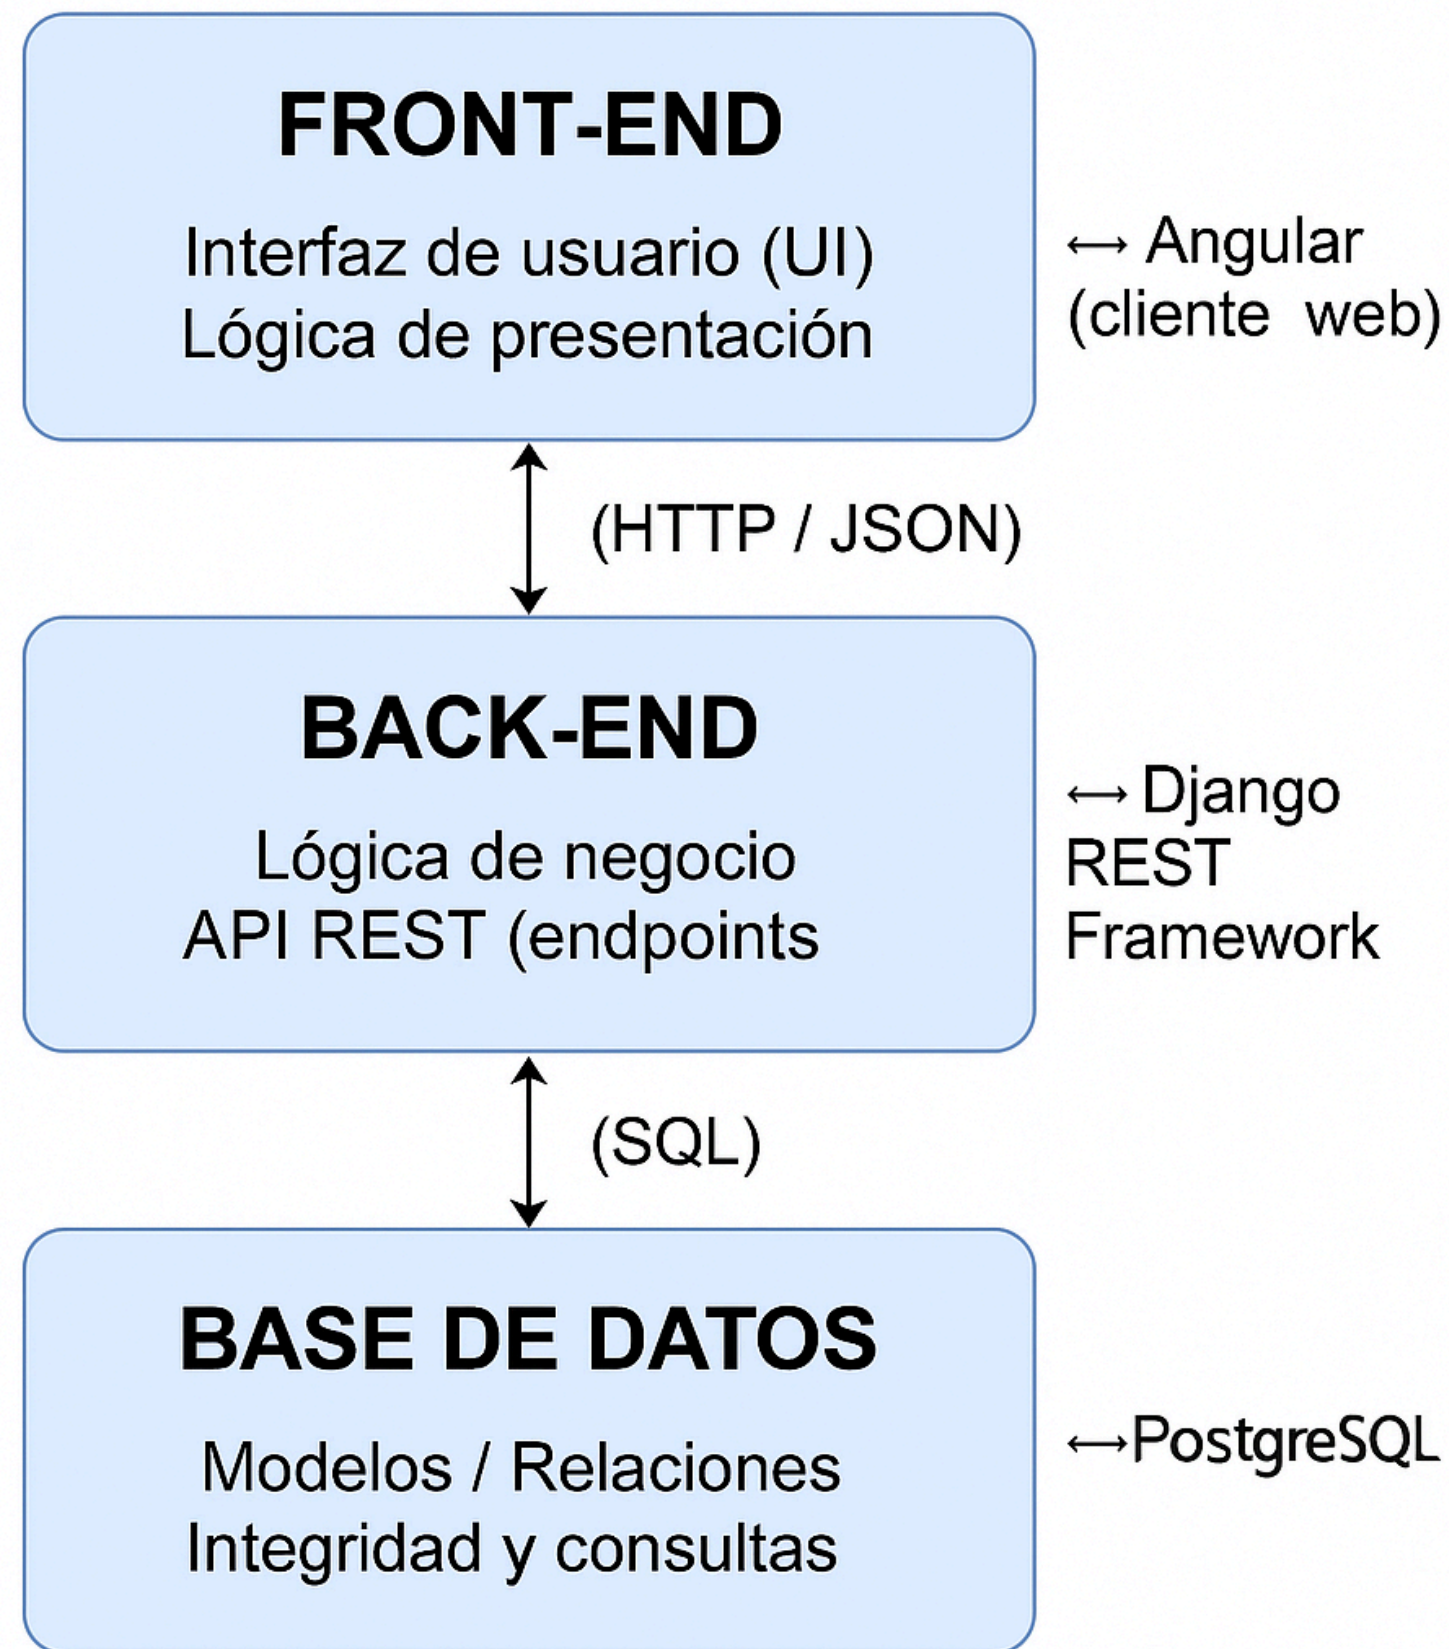 FRONT-END
Interfaz de usuario (UI)
Lógica de presentación
↔ Angular
(cliente web)
(HTTP / JSON)
BACK-END
Lógica de negocio
API REST (endpoints
↔ Django
REST
Framework
(SQL)
BASE DE DATOS
Modelos / Relaciones
Integridad y consultas
↔PostgreSQL